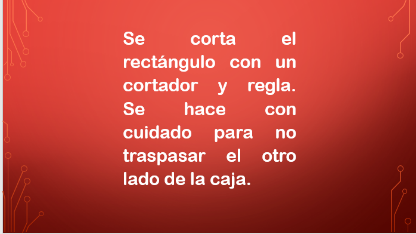 Se corta el
rectángulo con un
cortador y regla.
Se hace con
cuidado para no
traspasar el otro
lado de la caja.